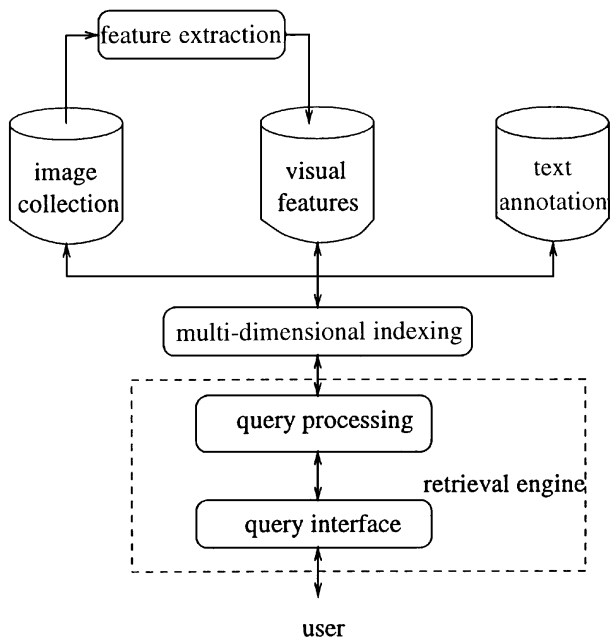 feature extraction
image
collection
visual
features
text
annotation
multi-dimensional indexing
query processing
retrieval engine
query interface
user